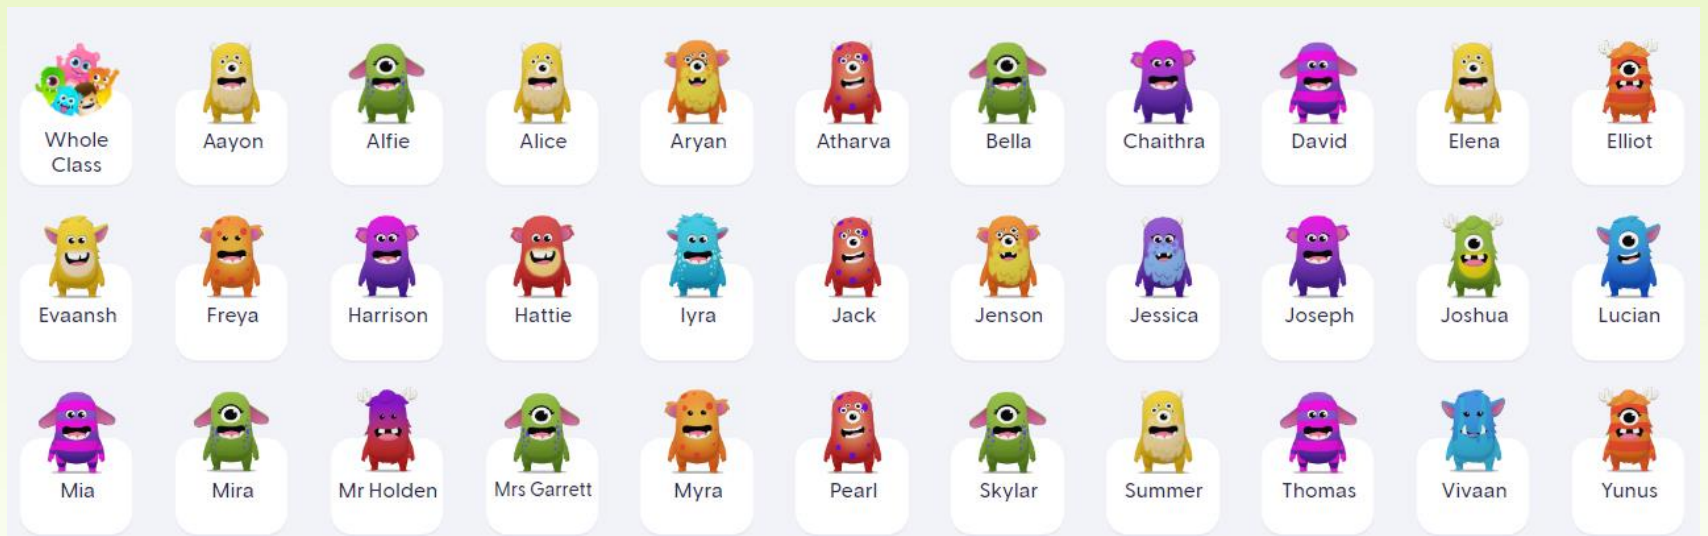 Whole
Class
Aayon
Alfie
Alice
Aryan
Atharva
Bella
Chaithra
David
Elena
Elliot
Evaansh
Freya
Harrison
Hattie
Iyra
Jack
Jenson
Jessica
Joseph
Joshua
Lucian
Mia
Mira
Mr Holden
Mrs Garrett
Myra
Pearl
Skylar
Summer
Thomas
Vivaan
Yunus